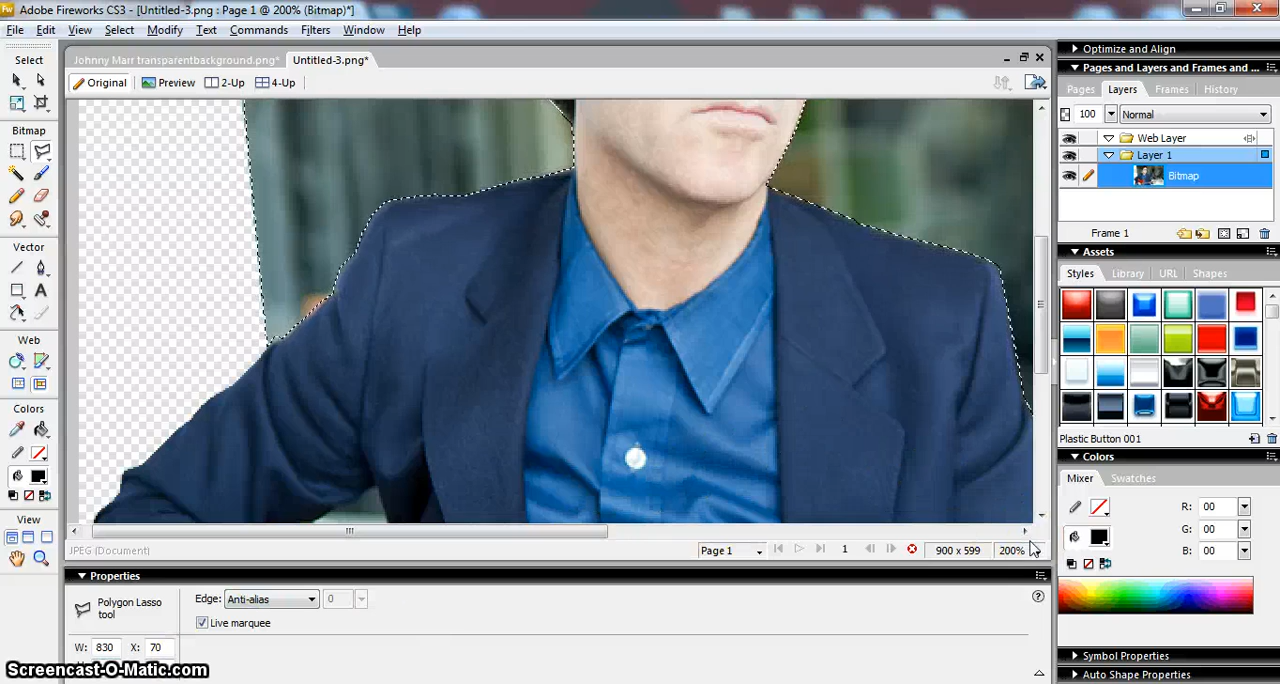 Adobe Fireworks CS3 - [Untitled-3.png : Page 1 @ 200% (Bitmap)*]
File Edit View Select Modify Text Commands Filters Window Help
Select
Bitmap
Vector
Web
Colors
View
Johnny Marr transparentbackground.png* Untitled-3.png*
Original Preview 2-Up 4-Up
JPEG (Document)
Page 1 1 900 x 599 200%
Properties
Polygon Lasso tool
Edge: Anti-alias 0
Live marquee
W: 830 X: 70
Optimize and Align
Pages and Layers and Frames and ...
Pages Layers Frames History
100 Normal
Web Layer
Layer 1
Bitmap
Frame 1
Assets
Styles Library URL Shapes
Plastic Button 001
Colors
Mixer Swatches
R: 00
G: 00
B: 00
Symbol Properties
Auto Shape Properties
Screencast-O-Matic.com